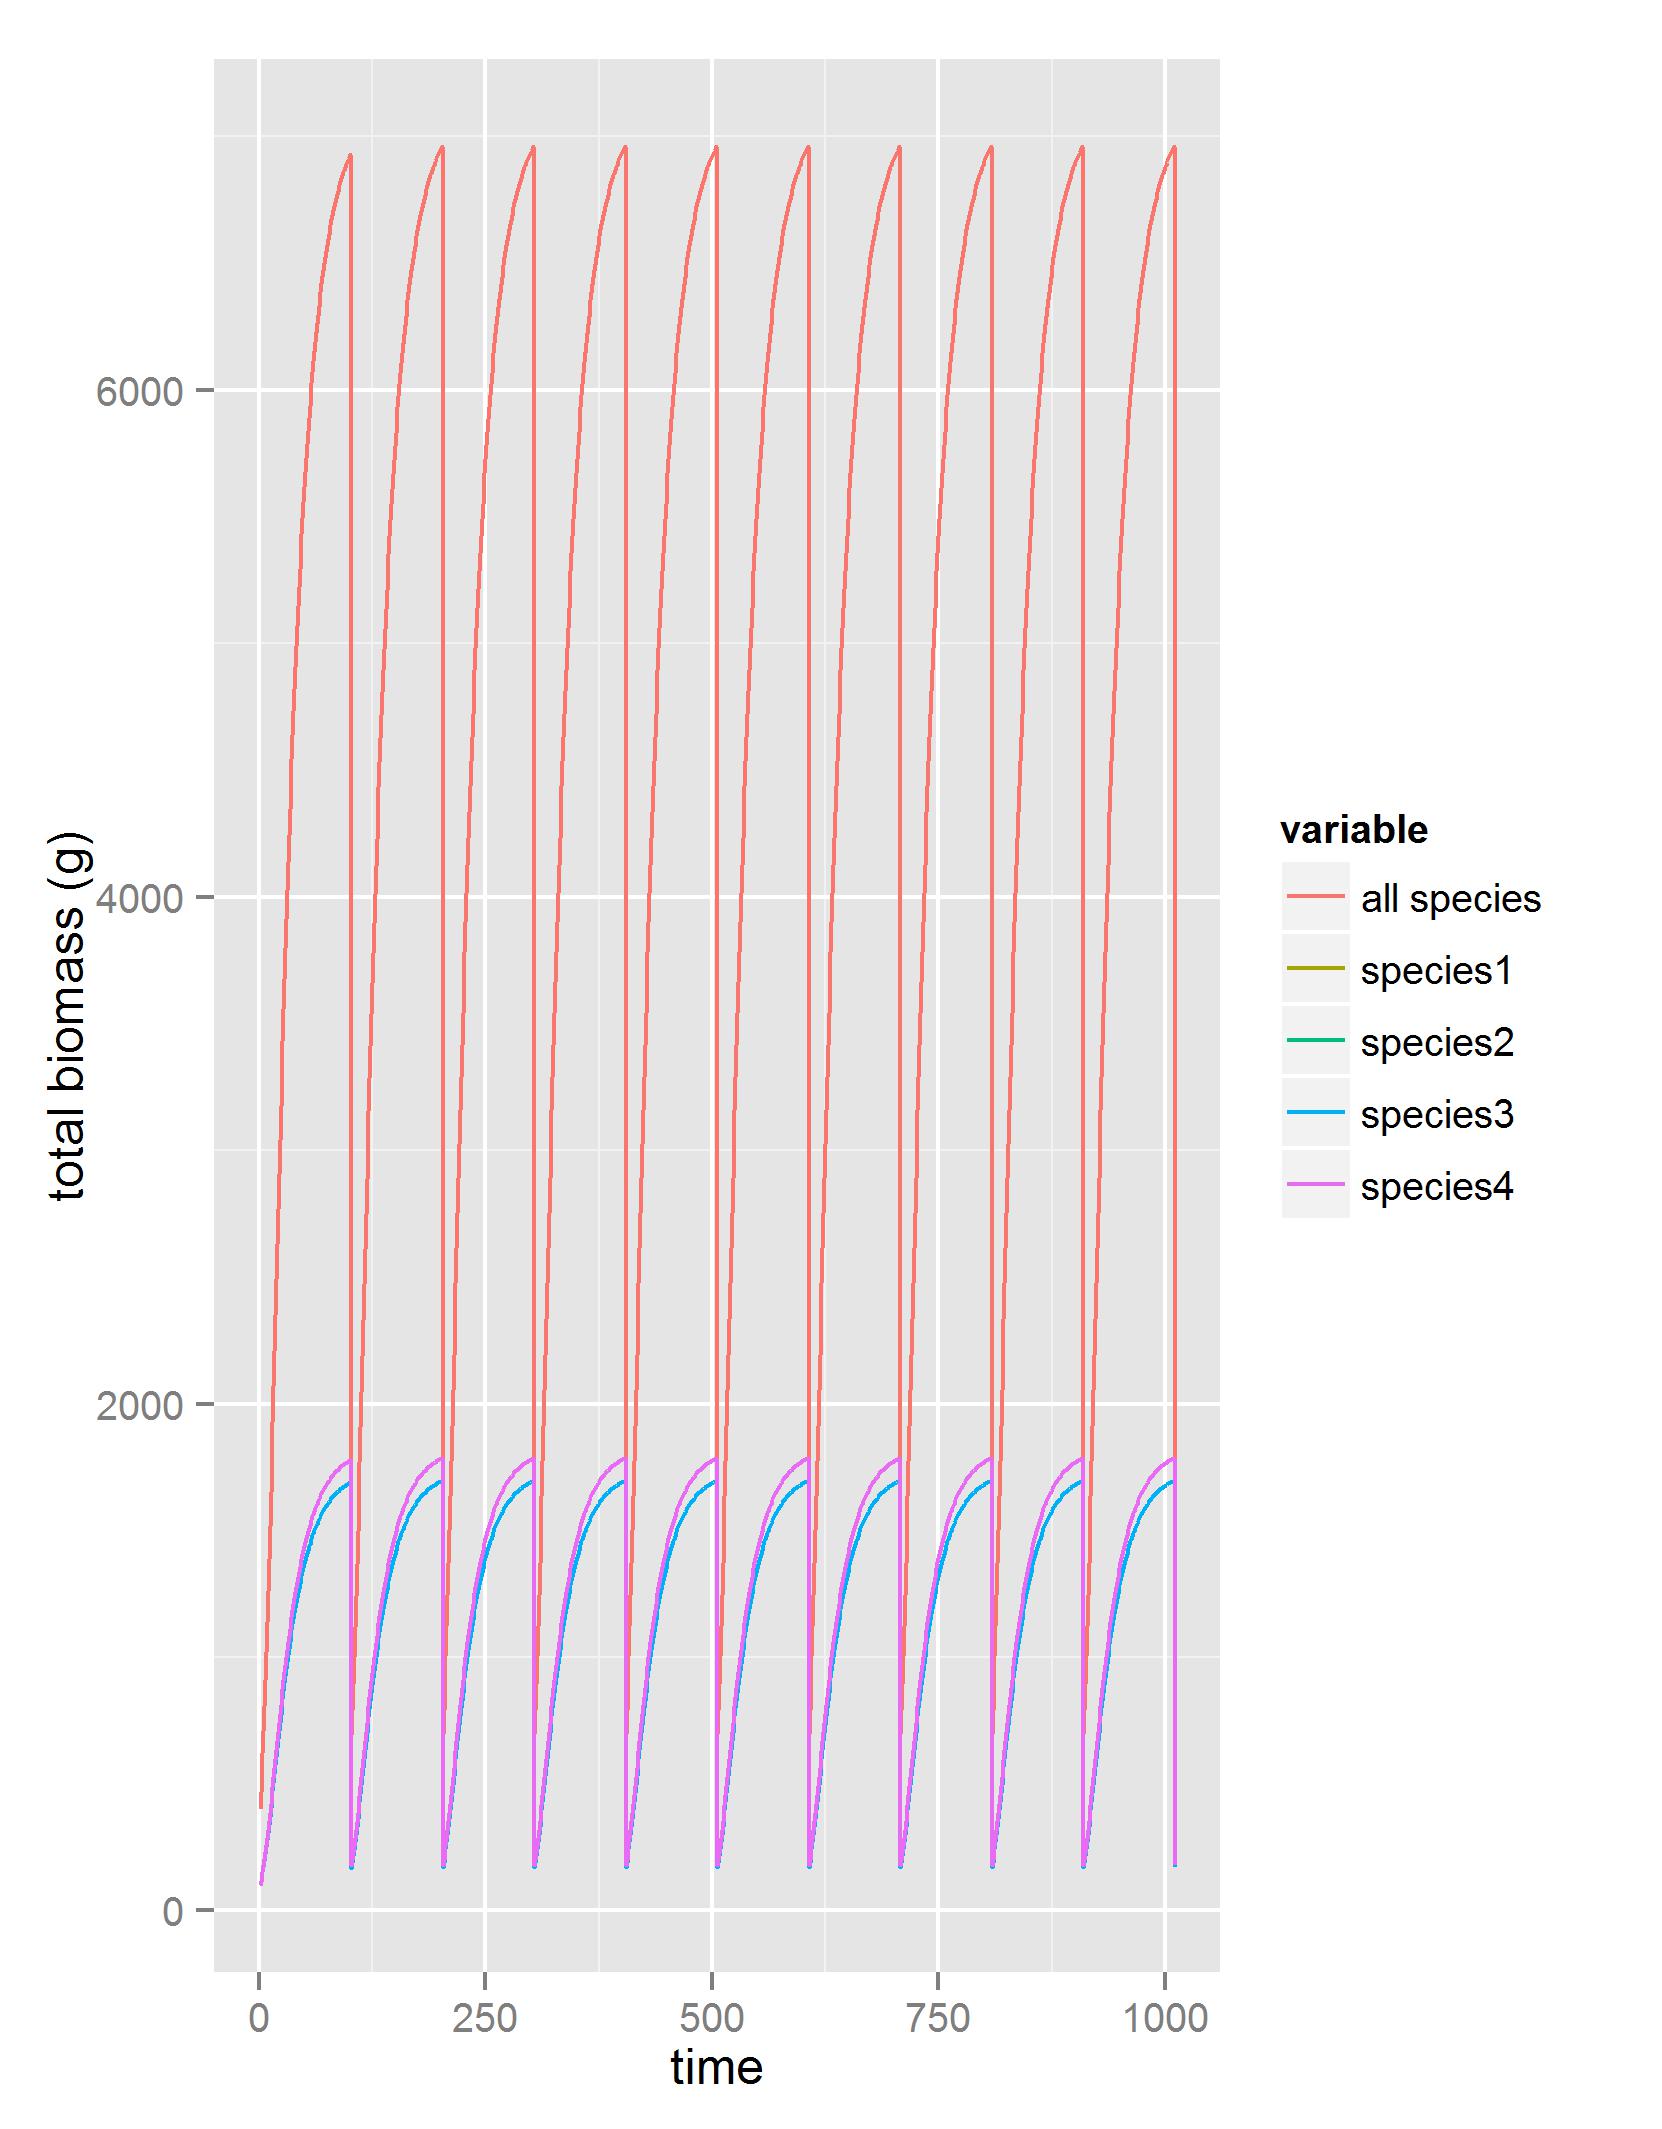 total biomass (g)
6000
4000
2000
0
0 250 500 750 1000
time
variable
all species
species1
species2
species3
species4